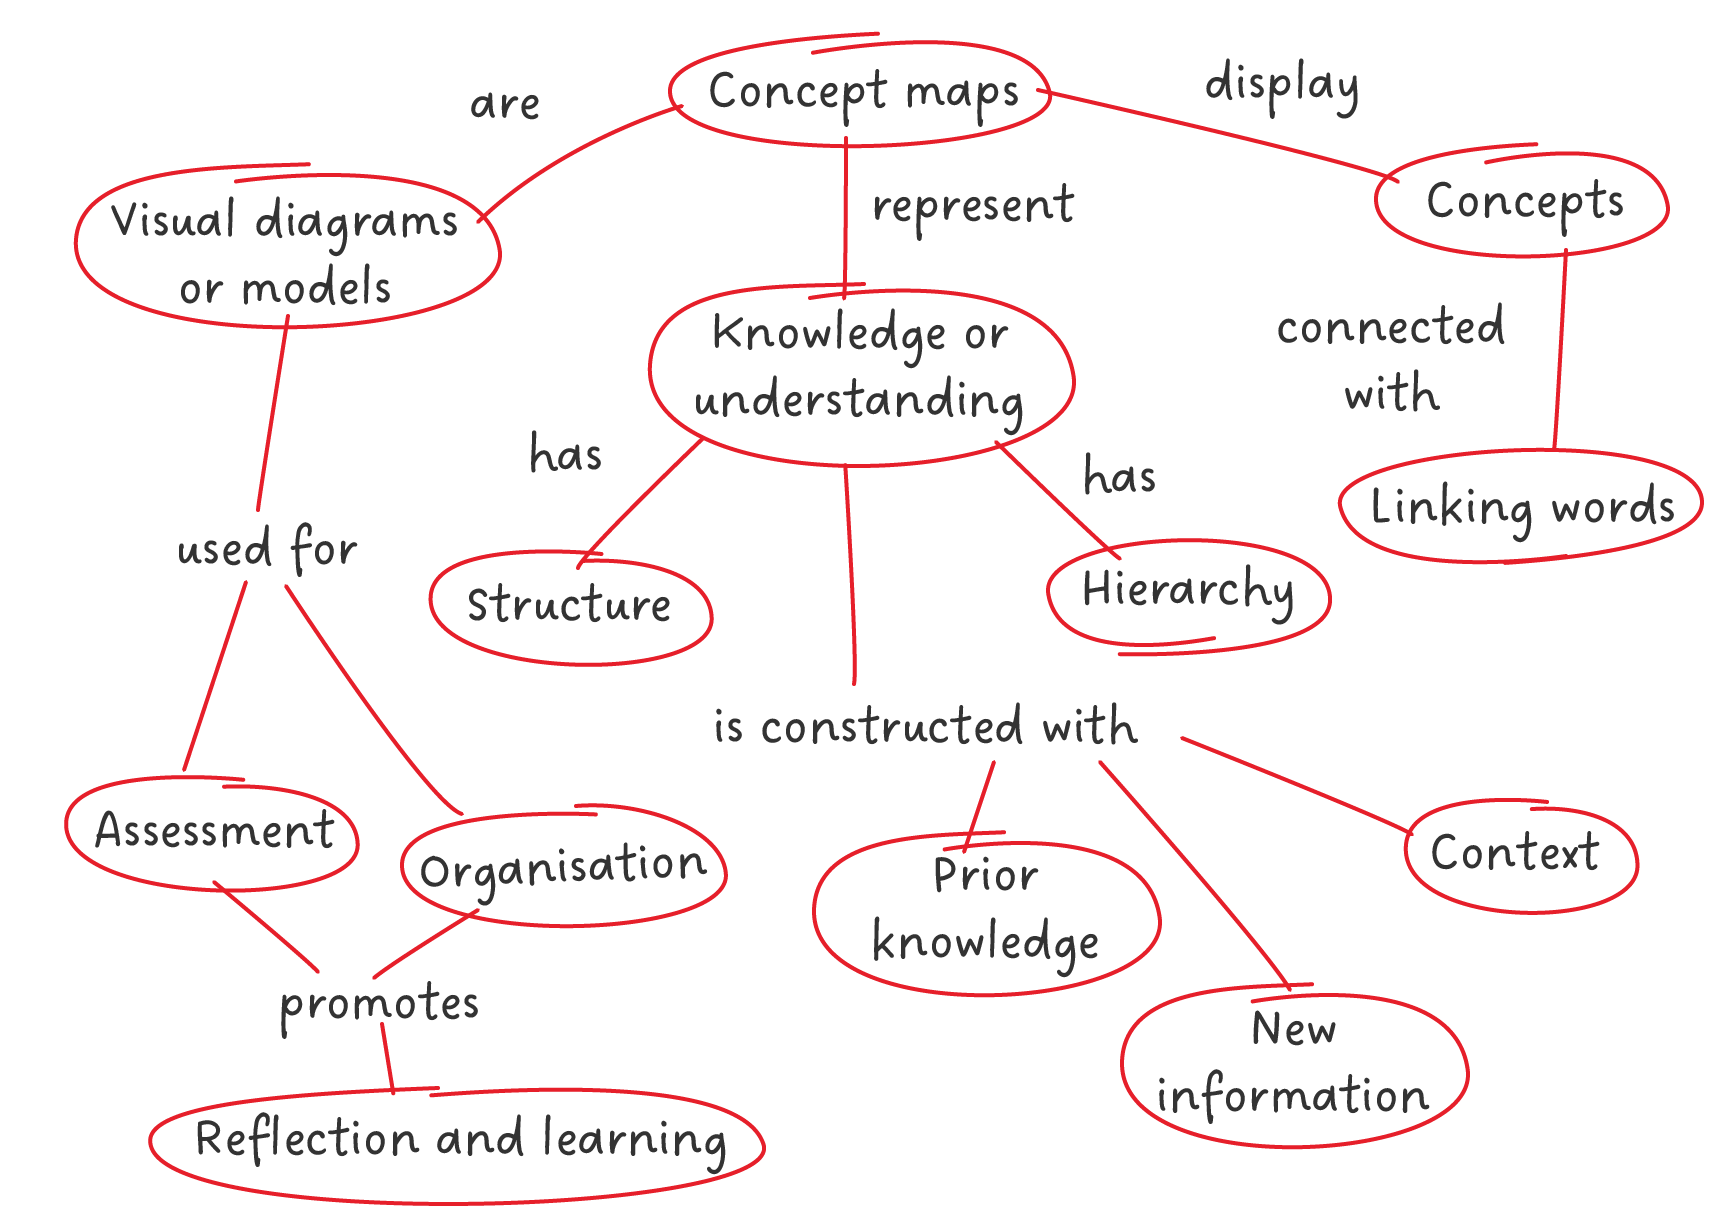 Concept maps
are
display
Visual diagrams
or models
represent
Concepts
Knowledge or
understanding
connected
with
has
has
Linking words
used for
Structure
Hierarchy
is constructed with
Assessment
Organisation
Prior
knowledge
Context
promotes
New
information
Reflection and learning